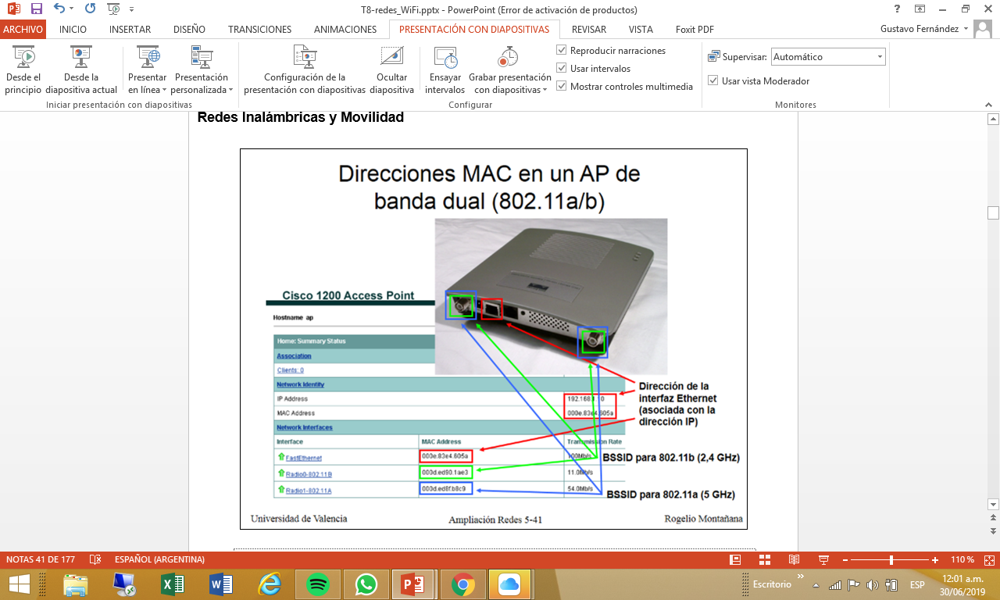 T8-redes_WiFi.pptx - PowerPoint (Error de activación de productos)
ARCHIVO INICIO INSERTAR DISEÑO TRANSICIONES ANIMACIONES PRESENTACIÓN CON DIAPOSITIVAS REVISAR VISTA Foxit PDF
Gustavo Fernández
Desde el principio
Desde la diapositiva actual
Presentar en línea
Presentación personalizada
Configuración de la presentación con diapositivas
Ocultar diapositiva
Ensayar intervalos
Grabar presentación con diapositivas
Reproducir narraciones
Usar intervalos
Mostrar controles multimedia
Supervisar: Automático
Usar vista Moderador
Iniciar presentación con diapositivas
Configurar
Monitores
Redes Inalámbricas y Movilidad
Direcciones MAC en un AP de
banda dual (802.11a/b)
Cisco 1200 Access Point
Hostname ap
Home: Summary Status
Association
Clients: 0
Network Identity
IP Address
MAC Address 000e.83e4.605a
Network Interfaces
Interface MAC Address Transmission Rate
FastEthernet 000e.83e4.605a 100Mb/s
Radio0-802.11B 000d.ed90.1ae3 11.0Mb/s
Radio1-802.11A 000d.ed8f.b8c9 54.0Mb/s
Dirección de la
interfaz Ethernet
(asociada con la
dirección IP)
BSSID para 802.11b (2,4 GHz)
BSSID para 802.11a (5 GHz)
Universidad de Valencia Ampliación Redes 5-41 Rogelio Montañana
NOTAS 41 DE 177 ESPAÑOL (ARGENTINA) 110 %
Escritorio ESP
12:01 a.m.
30/06/2019